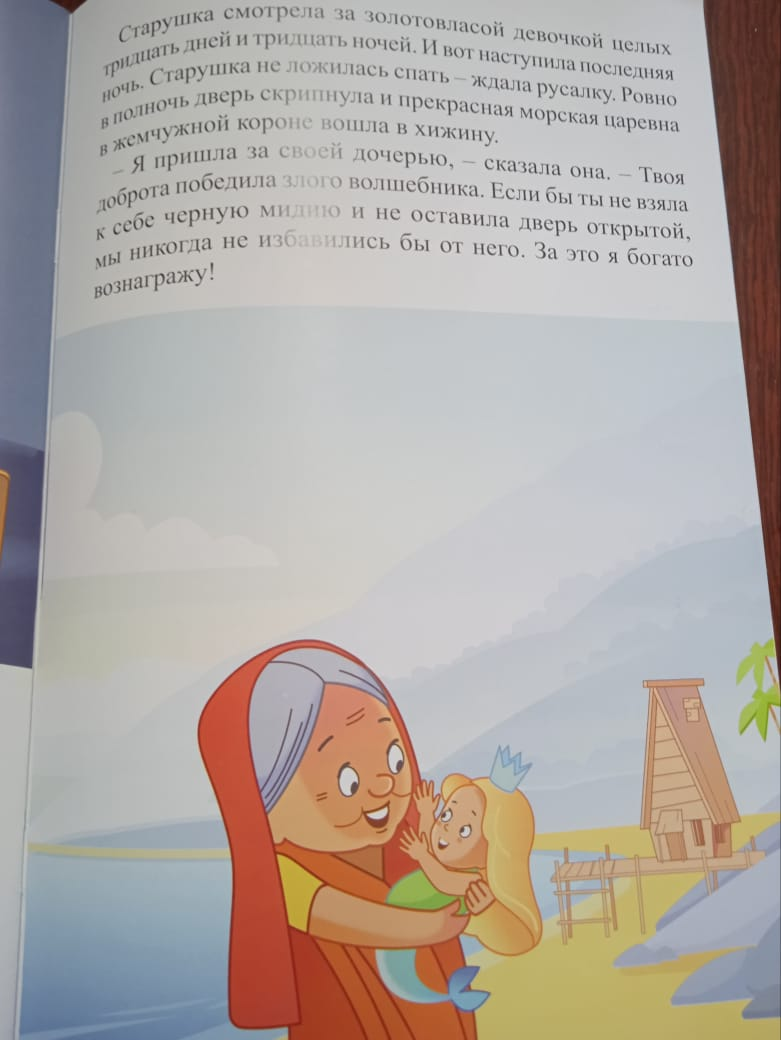 Старушка смотрела за золотовласой девочкой целых
тридцать дней и тридцать ночей. И вот наступила последняя
ночь. Старушка не ложилась спать – ждала русалку. Ровно
в полночь дверь скрипнула и прекрасная морская царевна
в жемчужной короне вошла в хижину.
– Я пришла за своей дочерью, – сказала она. – Твоя
доброта победила злого волшебника. Если бы ты не взяла
к себе черную мидию и не оставила дверь открытой,
мы никогда не избавились бы от него. За это я богато
вознагражу!